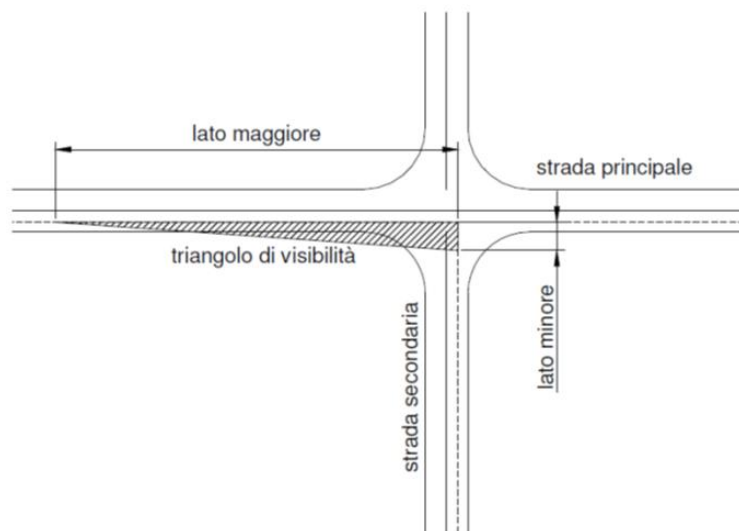 lato maggiore
strada principale
triangolo di visibilità
strada secondaria
lato minore